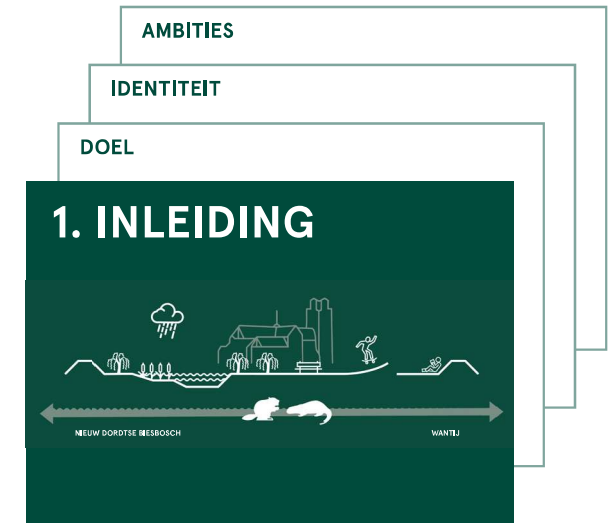 AMBITIES
IDENTITEIT
DOEL
1. INLEIDING
NIEUW DORDTSE BIESBOSCH
WANTIJ